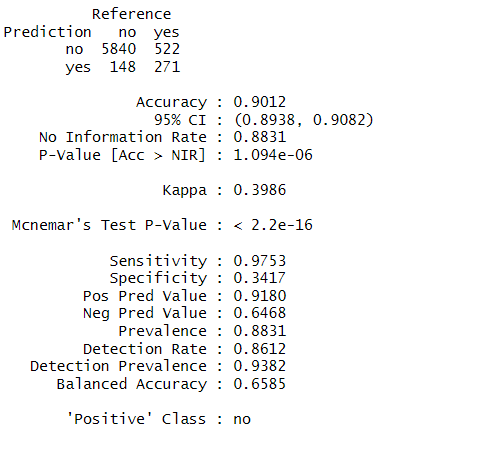 Reference
Prediction no yes
no 5840 522
yes 148 271
Accuracy : 0.9012
95% CI : (0.8938, 0.9082)
No Information Rate : 0.8831
P-Value [Acc > NIR] : 1.094e-06
Kappa : 0.3986
Mcnemar's Test P-Value : < 2.2e-16
Sensitivity : 0.9753
Specificity : 0.3417
Pos Pred Value : 0.9180
Neg Pred Value : 0.6468
Prevalence : 0.8831
Detection Rate : 0.8612
Detection Prevalence : 0.9382
Balanced Accuracy : 0.6585
'Positive' Class : no